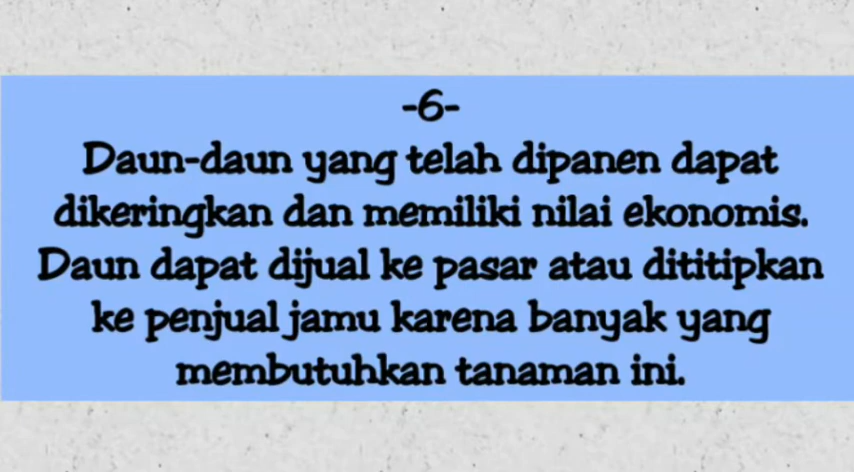 -6-
Daun-daun yang telah dipanen dapat
dikeringkan dan memiliki nilai ekonomis.
Daun dapat dijual ke pasar atau dititipkan
ke penjual jamu karena banyak yang
membutuhkan tanaman ini.